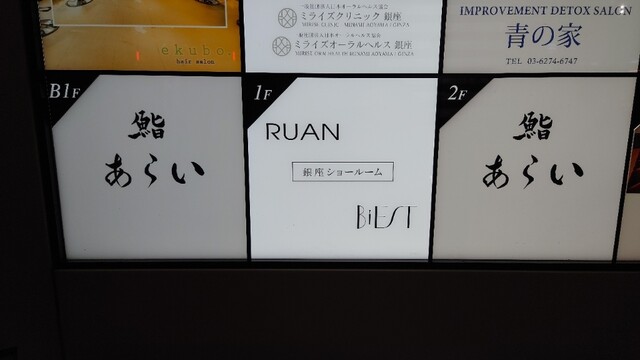 ekubo
hair salon
ミライズクリニック 銀座
ミライズオーラルヘルス 銀座
IMPROVEMENT DETOX SALON
青の家
TEL 03-6274-6747
B1F
鮨
あらい
1F
RUAN
銀座ショールーム
BiEST
2F
鮨
あらい